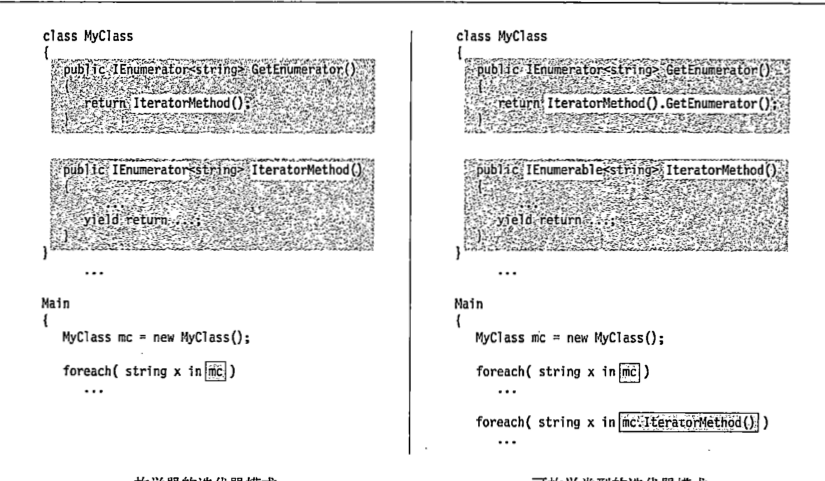 class MyClass
{
public IEnumerator<string> GetEnumerator()
{
return IteratorMethod();
}
public IEnumerator<string> IteratorMethod()
{
...
yield return ...;
}
}
...
Main
{
MyClass mc = new MyClass();
foreach( string x in mc )
...
class MyClass
{
public IEnumerator<string> GetEnumerator()
{
return IteratorMethod().GetEnumerator();
}
public IEnumerable<string> IteratorMethod()
{
...
yield return ...;
}
}
...
Main
{
MyClass mc = new MyClass();
foreach( string x in mc )
...
foreach( string x in mc.IteratorMethod() )
...